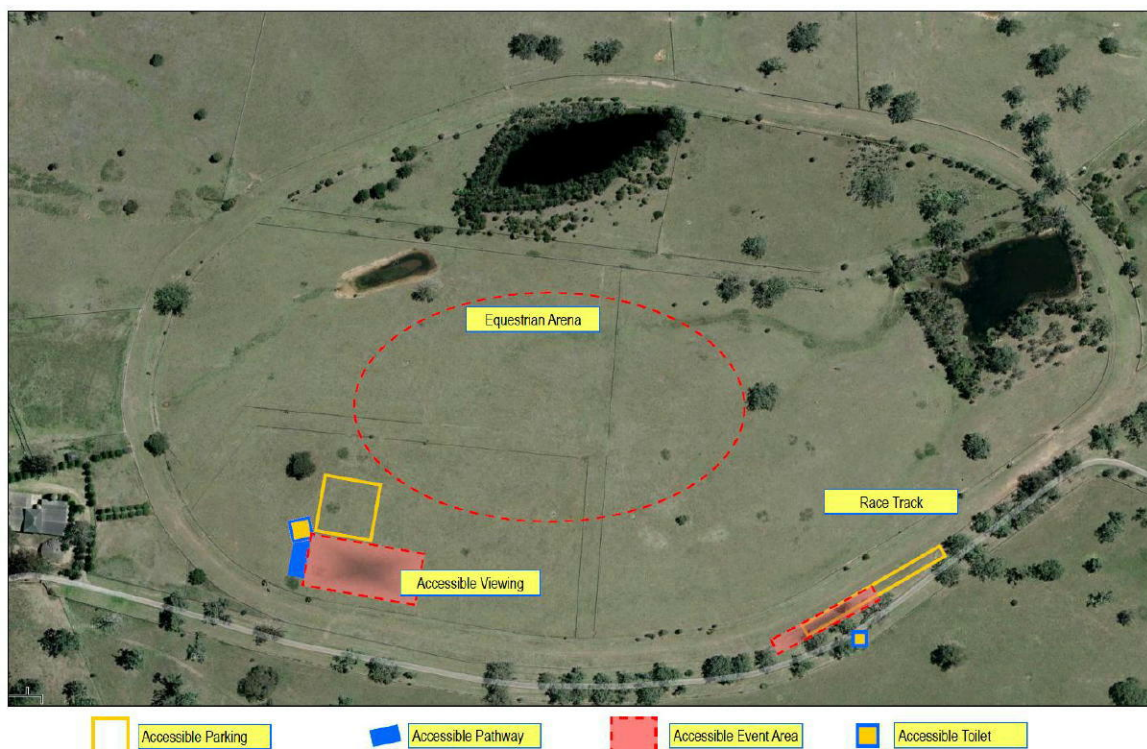 Equestrian Arena
Race Track
Accessible Viewing
Accessible Parking
Accessible Pathway
Accessible Event Area
Accessible Toilet